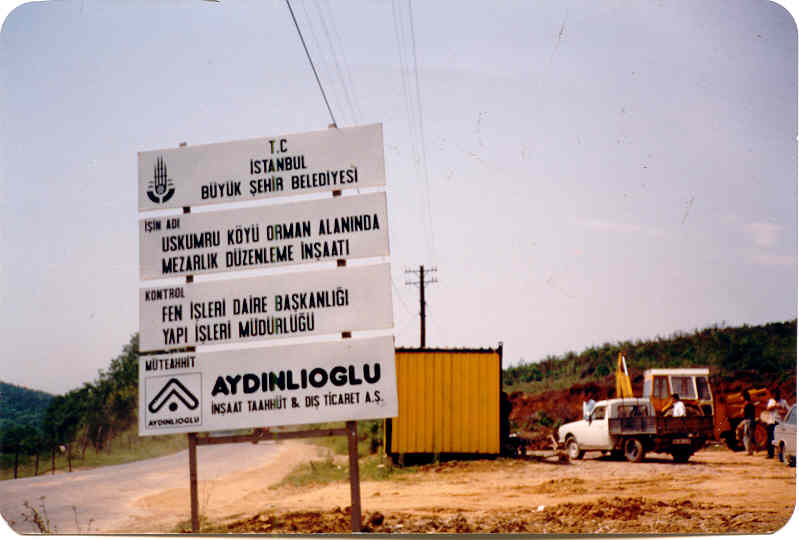 T.C
İSTANBUL
BÜYÜK ŞEHİR BELEDİYESİ
İŞİN ADI
USKUMRU KÖYÜ ORMAN ALANINDA
MEZARLIK DÜZENLEME İNŞAATI
KONTROL
FEN İŞLERİ DAİRE BAŞKANLIĞI
YAPI İŞLERİ MÜDÜRLÜĞÜ
MÜTEAHHİT
AYDINLIOGLU
AYDINLIOGLU
İNŞAAT TAAHHÜT & DIŞ TİCARET A.Ş.